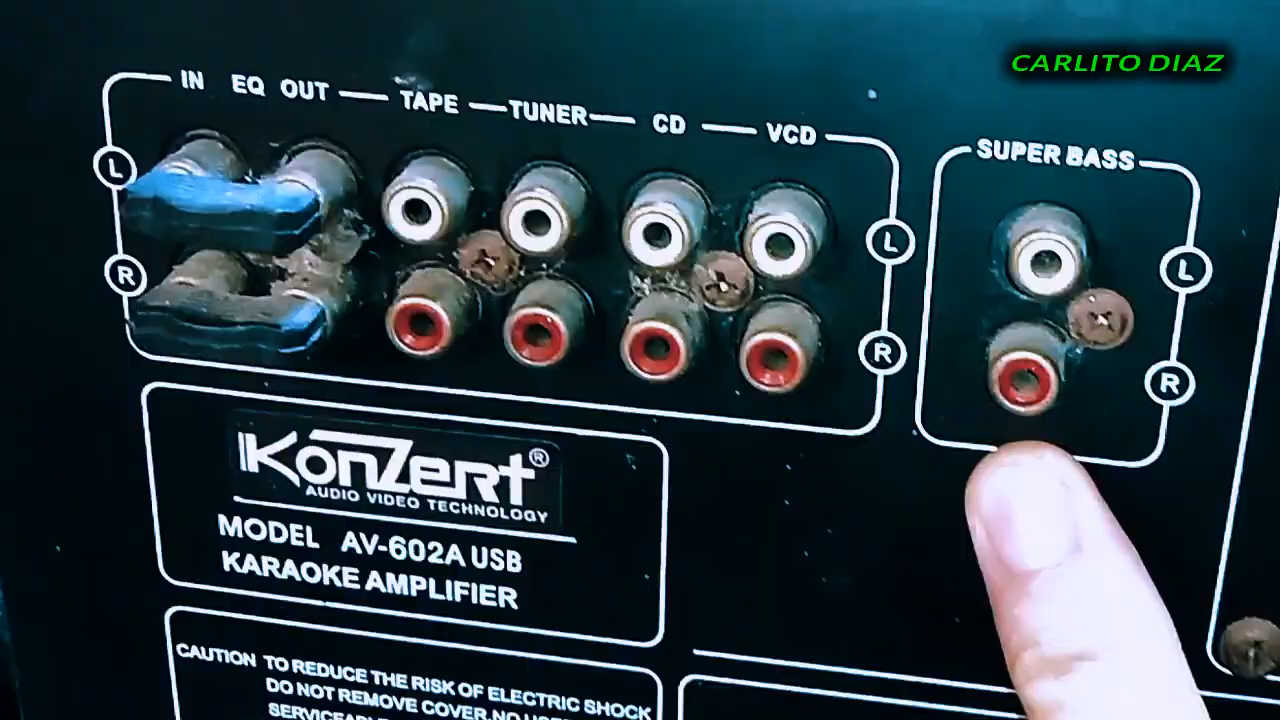 CARLITO DIAZ
IN EQ OUT TAPE TUNER CD VCD
SUPER BASS
L
R
L
R
L
R
KonZert®
AUDIO VIDEO TECHNOLOGY
MODEL AV-602A USB
KARAOKE AMPLIFIER
CAUTION TO REDUCE THE RISK OF ELECTRIC SHOCK
DO NOT REMOVE COVER.NO